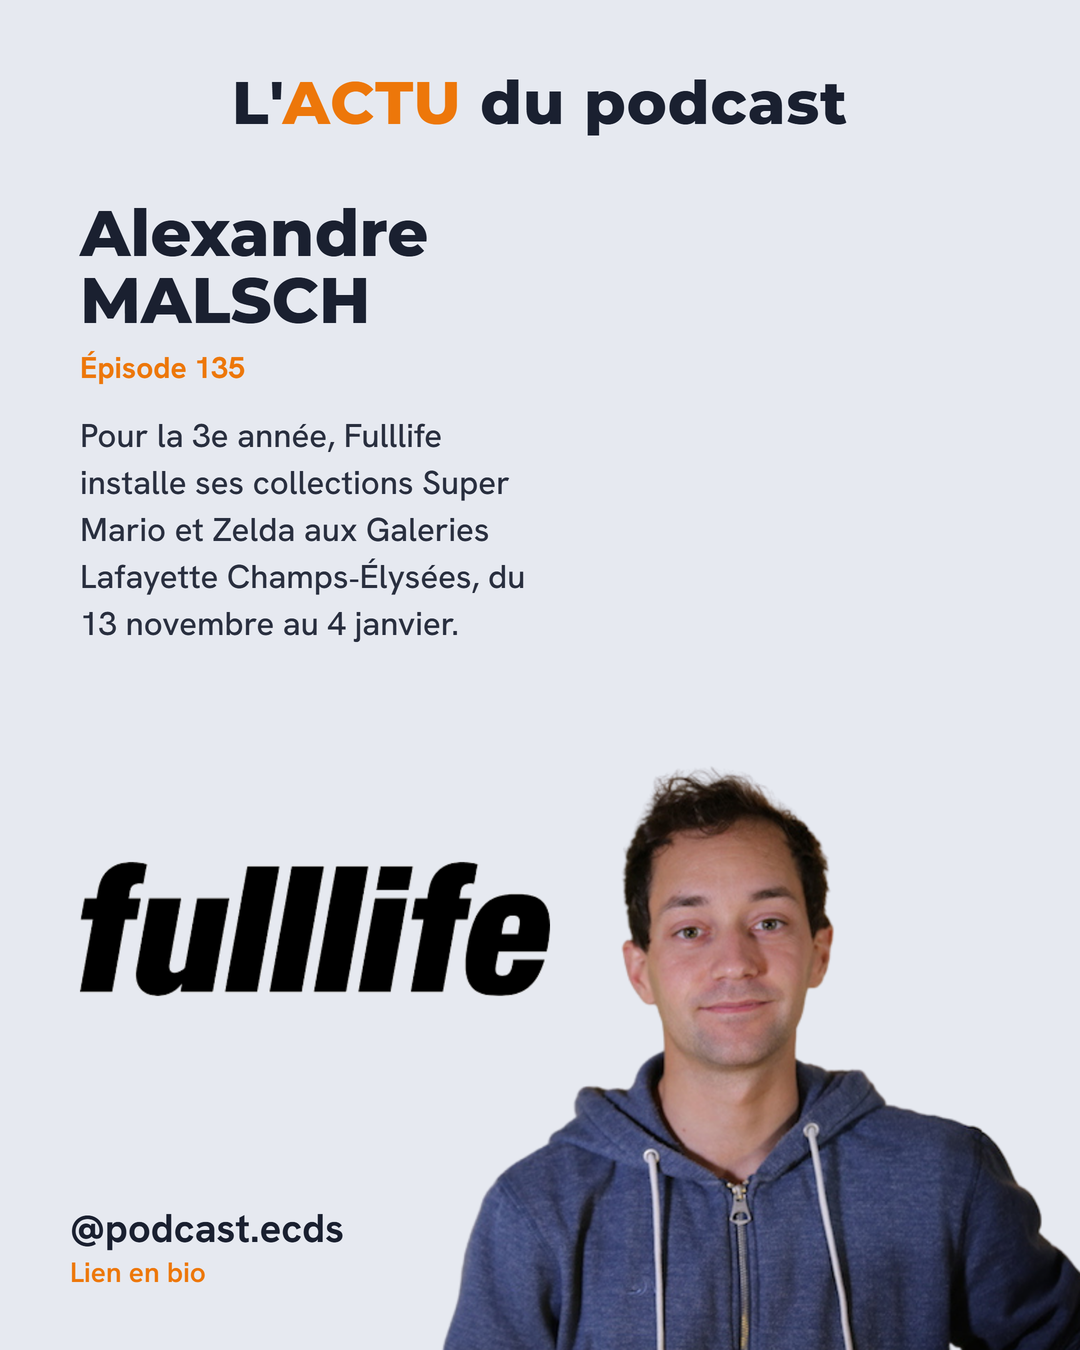 L'ACTU du podcast
Alexandre
MALSCH
Épisode 135
Pour la 3e année, Fulllife
installe ses collections Super
Mario et Zelda aux Galeries
Lafayette Champs-Élysées, du
13 novembre au 4 janvier.
fulllife
@podcast.ecds
Lien en bio